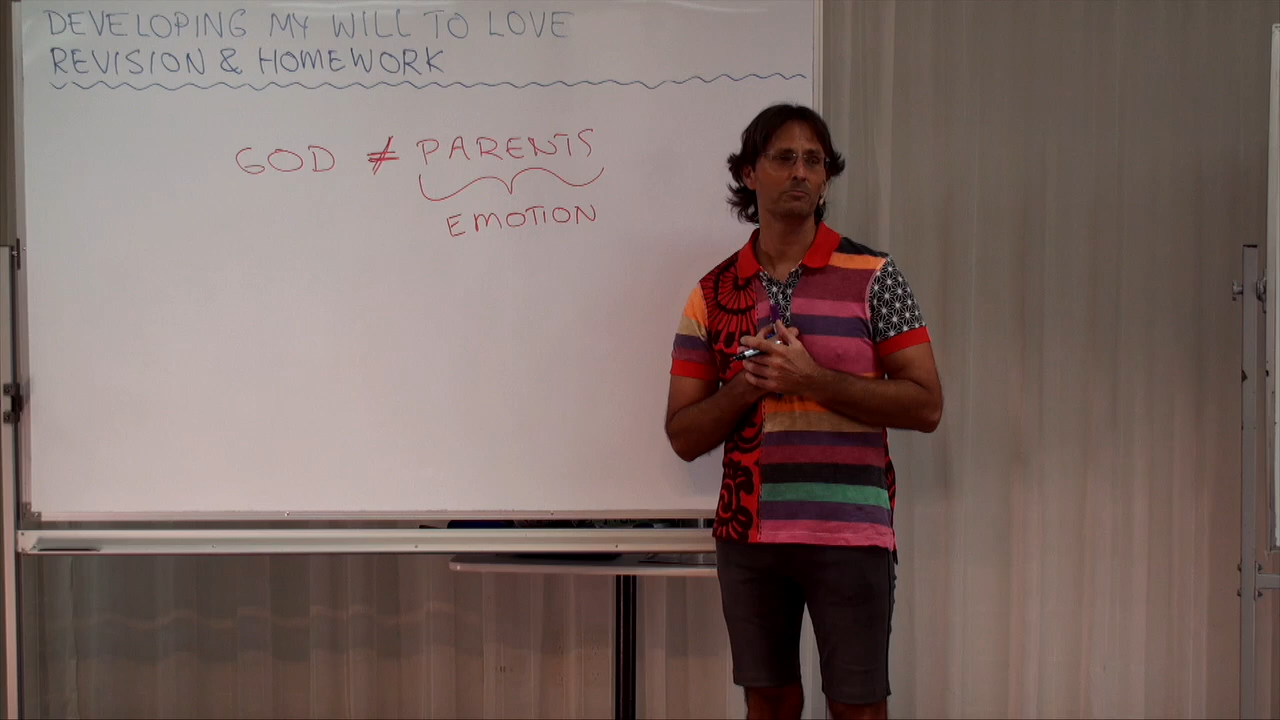 DEVELOPING MY WILL TO LOVE
REVISION & HOMEWORK
GOD ≠ PARENTS
EMOTION